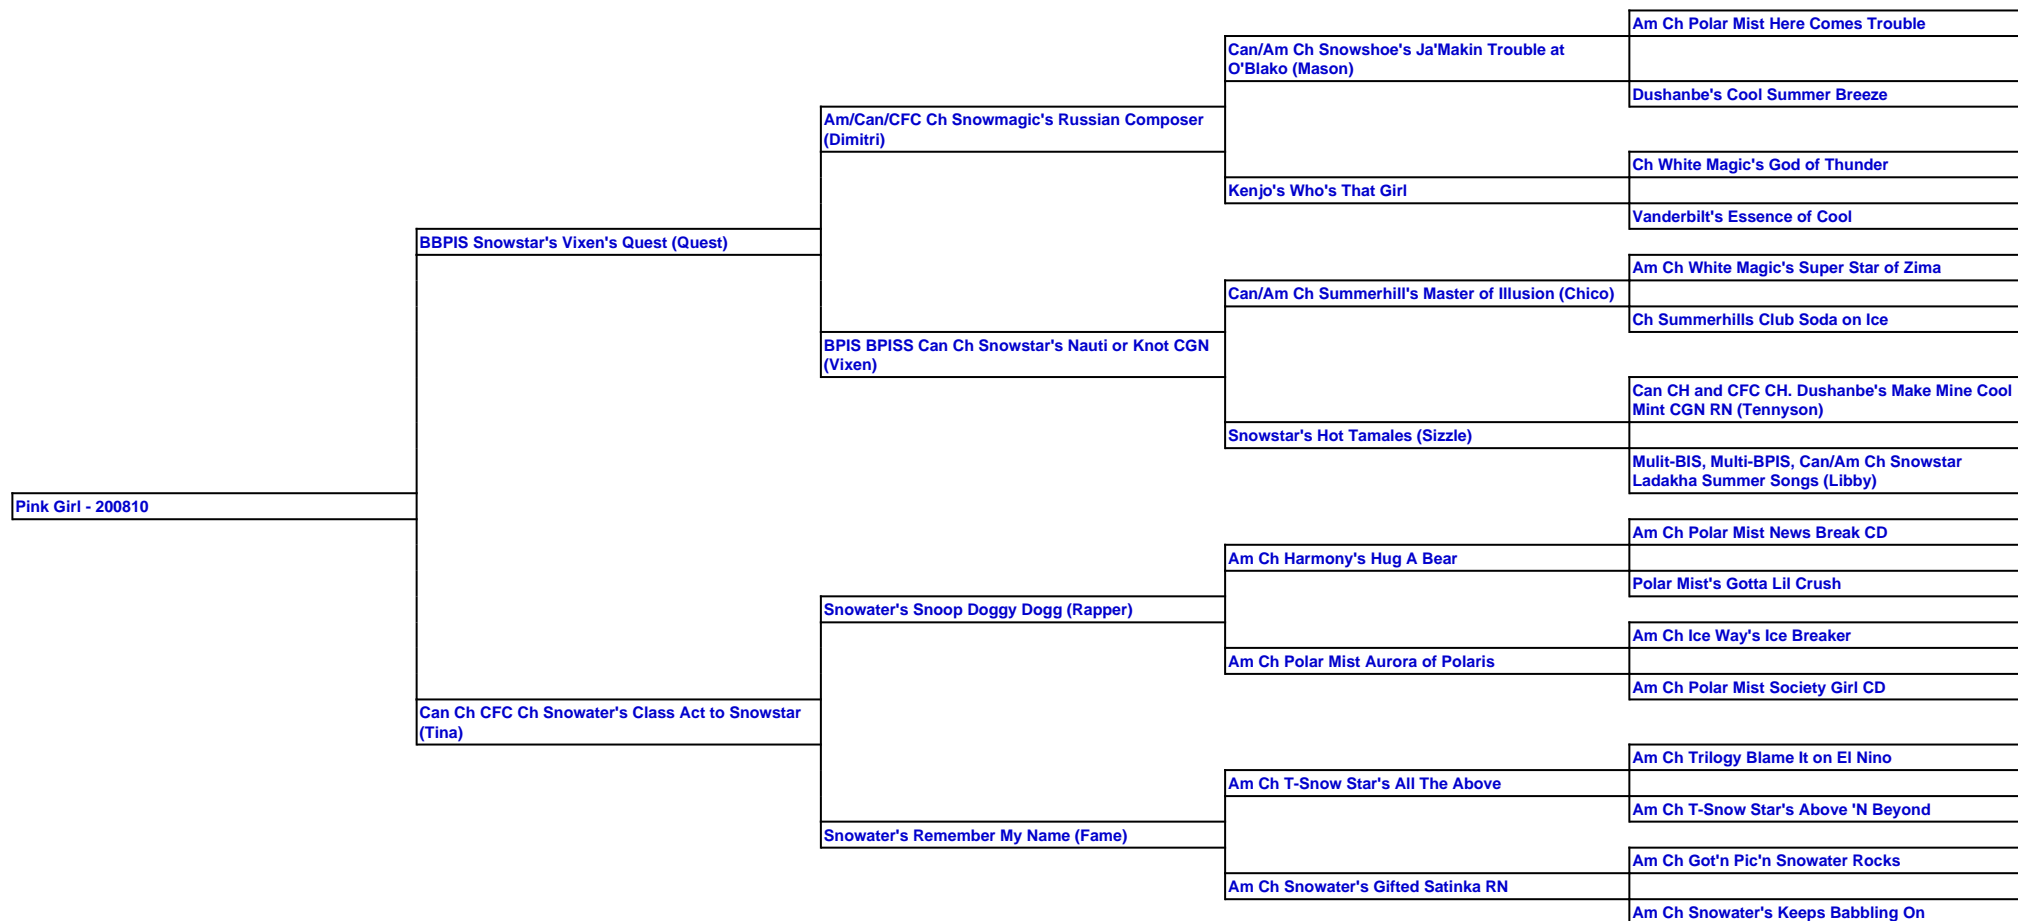 Am Ch Polar Mist Here Comes Trouble
Can/Am Ch Snowshoe's Ja'Makin Trouble at
O'Blako (Mason)
Dushanbe's Cool Summer Breeze
Am/Can/CFC Ch Snowmagic's Russian Composer
(Dimitri)
Ch White Magic's God of Thunder
Kenjo's Who's That Girl
Vanderbilt's Essence of Cool
BBPIS Snowstar's Vixen's Quest (Quest)
Am Ch White Magic's Super Star of Zima
Can/Am Ch Summerhill's Master of Illusion (Chico)
Ch Summerhills Club Soda on Ice
BPIS BPISS Can Ch Snowstar's Nauti or Knot CGN
(Vixen)
Can CH and CFC CH. Dushanbe's Make Mine Cool
Mint CGN RN (Tennyson)
Snowstar's Hot Tamales (Sizzle)
Mulit-BIS, Multi-BPIS, Can/Am Ch Snowstar
Ladakha Summer Songs (Libby)
Pink Girl - 200810
Am Ch Polar Mist News Break CD
Am Ch Harmony's Hug A Bear
Polar Mist's Gotta Lil Crush
Snowater's Snoop Doggy Dogg (Rapper)
Am Ch Ice Way's Ice Breaker
Am Ch Polar Mist Aurora of Polaris
Am Ch Polar Mist Society Girl CD
Can Ch CFC Ch Snowater's Class Act to Snowstar
(Tina)
Am Ch Trilogy Blame It on El Nino
Am Ch T-Snow Star's All The Above
Am Ch T-Snow Star's Above 'N Beyond
Snowater's Remember My Name (Fame)
Am Ch Got'n Pic'n Snowater Rocks
Am Ch Snowater's Gifted Satinka RN
Am Ch Snowater's Keeps Babbling On